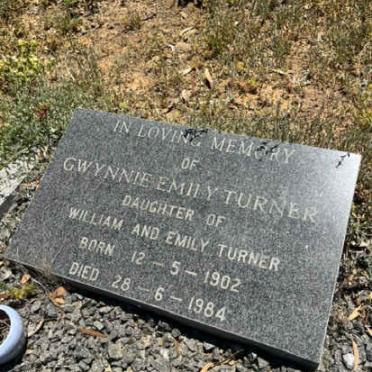 IN LOVING MEMORY
OF
GWYNNIE EMILY TURNER
DAUGHTER OF
WILLIAM AND EMILY TURNER
BORN 12-5-1902
DIED 28-6-1984